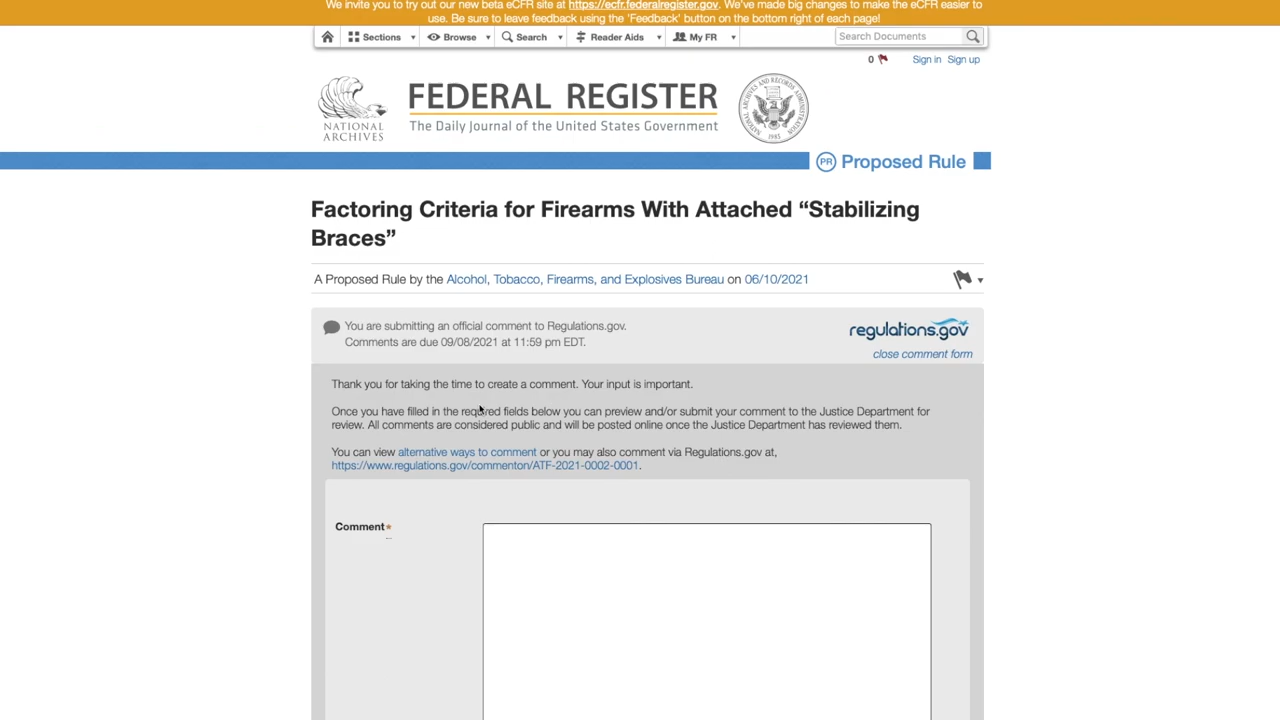 We invite you to try out our new beta eCFR site at https://ecfr.federalregister.gov. We've made big changes to make the eCFR easier to
use. Be sure to leave feedback using the 'Feedback' button on the bottom right of each page!
Sections Browse Search Reader Aids My FR Search Documents
0 Sign in Sign up
NATIONAL ARCHIVES
FEDERAL REGISTER
The Daily Journal of the United States Government
NATIONAL ARCHIVES AND RECORDS ADMINISTRATION 1985
PR Proposed Rule
Factoring Criteria for Firearms With Attached “Stabilizing
Braces”
A Proposed Rule by the Alcohol, Tobacco, Firearms, and Explosives Bureau on 06/10/2021
You are submitting an official comment to Regulations.gov.
Comments are due 09/08/2021 at 11:59 pm EDT.
regulations.gov
close comment form
Thank you for taking the time to create a comment. Your input is important.
Once you have filled in the required fields below you can preview and/or submit your comment to the Justice Department for
review. All comments are considered public and will be posted online once the Justice Department has reviewed them.
You can view alternative ways to comment or you may also comment via Regulations.gov at,
https://www.regulations.gov/commenton/ATF-2021-0002-0001.
Comment*